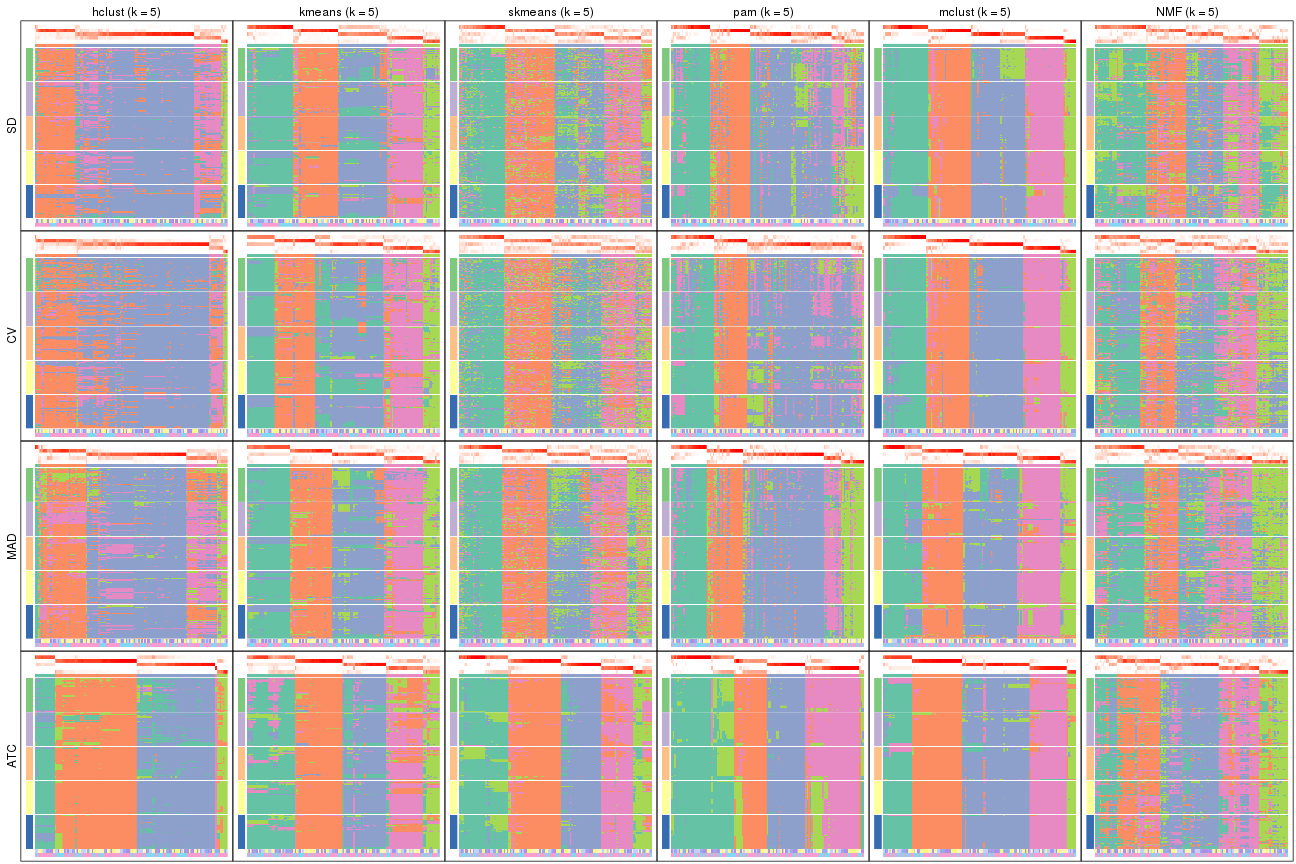 hclust (k = 5) kmeans (k = 5) skmeans (k = 5) pam (k = 5) mclust (k = 5) NMF (k = 5)
SD
CV
MAD
ATC